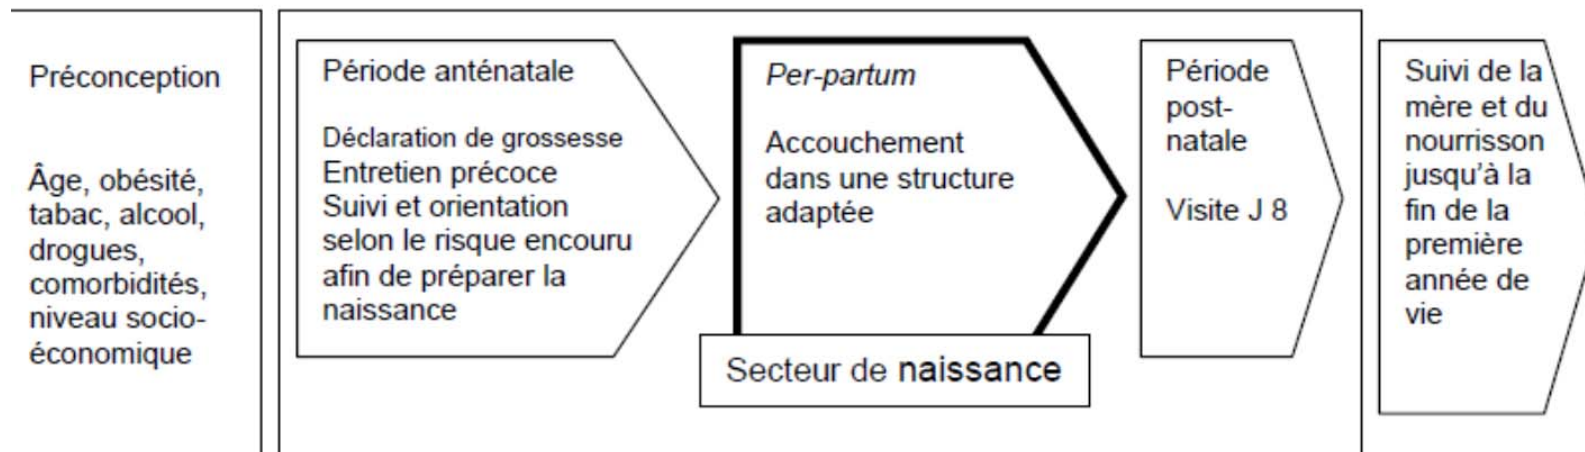 Préconception
Âge, obésité,
tabac, alcool,
drogues,
comorbidités,
niveau socio-
économique
Période anténatale
Déclaration de grossesse
Entretien précoce
Suivi et orientation
selon le risque encouru
afin de préparer la
naissance
Per-partum
Accouchement
dans une structure
adaptée
Secteur de naissance
Période
post-
natale
Visite J 8
Suivi de la
mère et du
nourrisson
jusqu'à la
fin de la
première
année de
vie